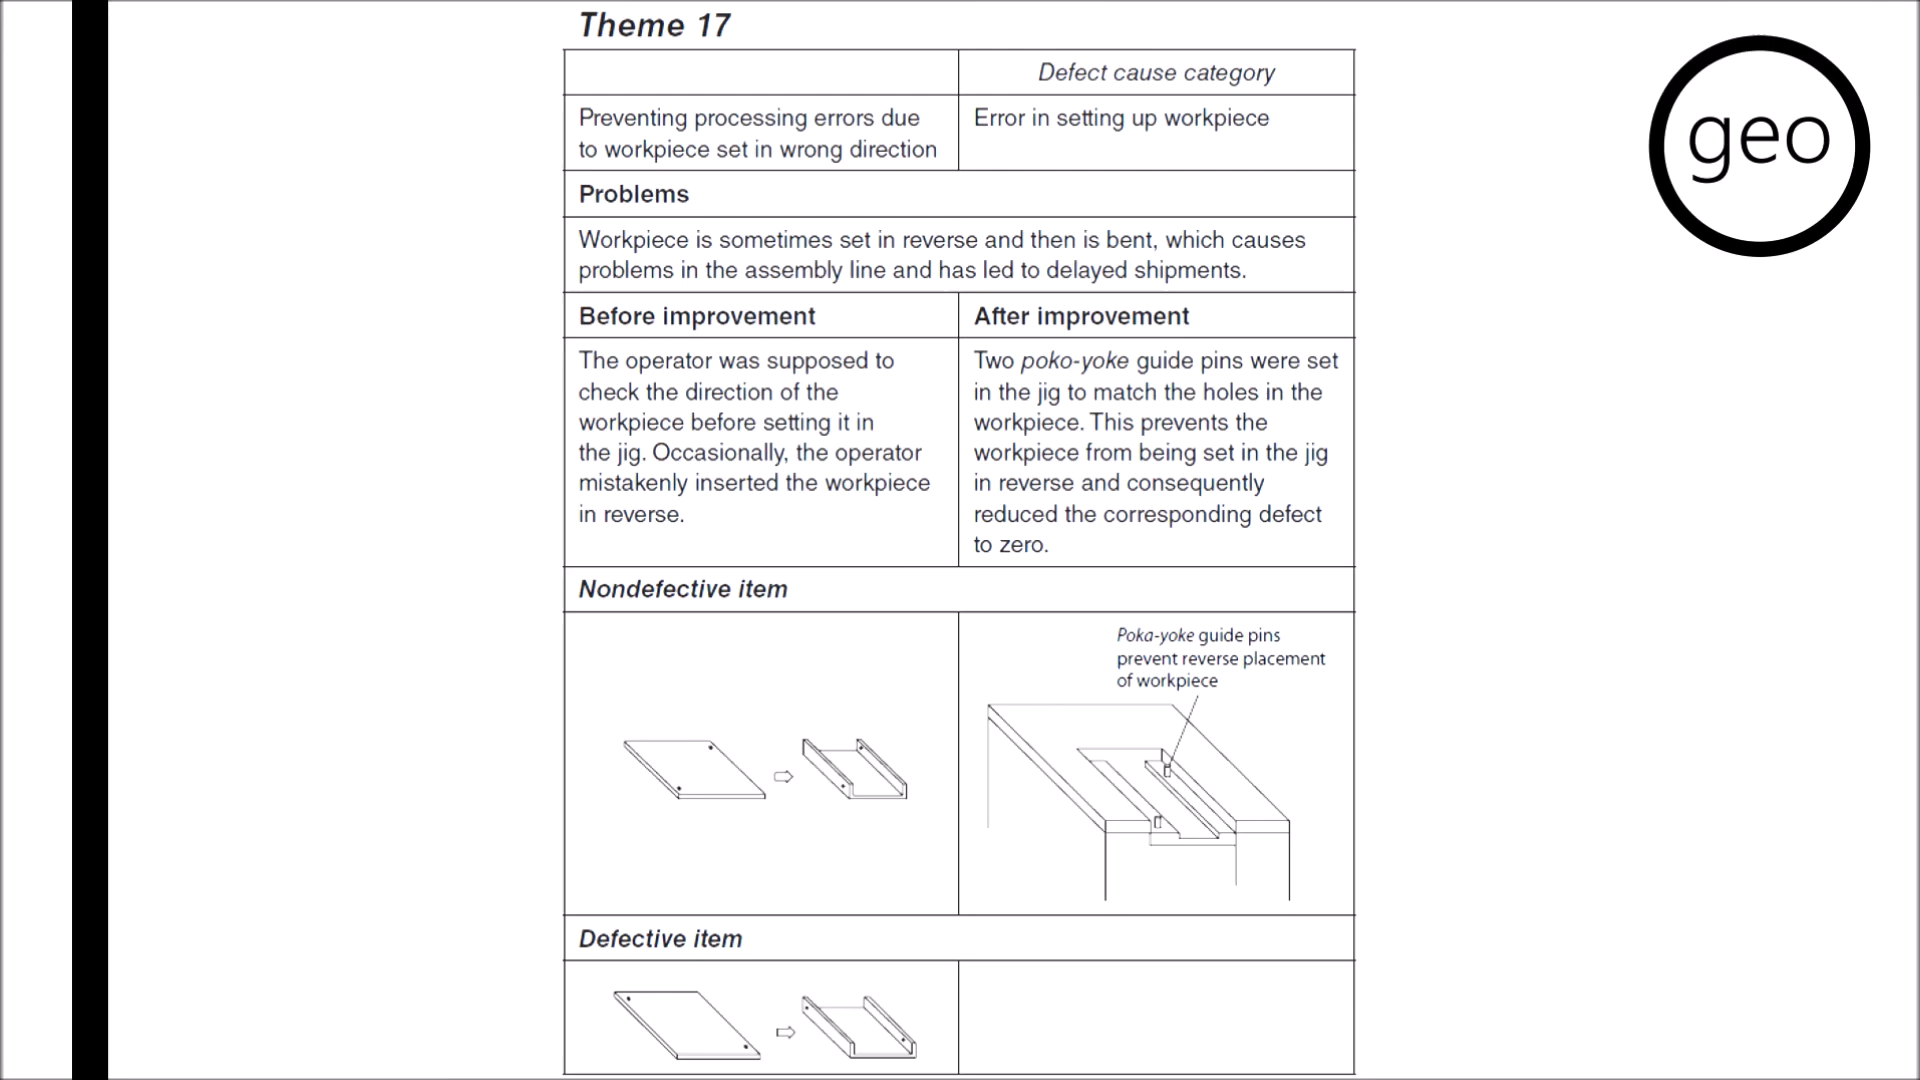 Theme 17
Defect cause category
Preventing processing errors due
to workpiece set in wrong direction
Error in setting up workpiece
Problems
Workpiece is sometimes set in reverse and then is bent, which causes
problems in the assembly line and has led to delayed shipments.
Before improvement
After improvement
The operator was supposed to
check the direction of the
workpiece before setting it in
the jig. Occasionally, the operator
mistakenly inserted the workpiece
in reverse.
Two poko-yoke guide pins were set
in the jig to match the holes in the
workpiece. This prevents the
workpiece from being set in the jig
in reverse and consequently
reduced the corresponding defect
to zero.
Nondefective item
Poka-yoke guide pins
prevent reverse placement
of workpiece
Defective item
geo